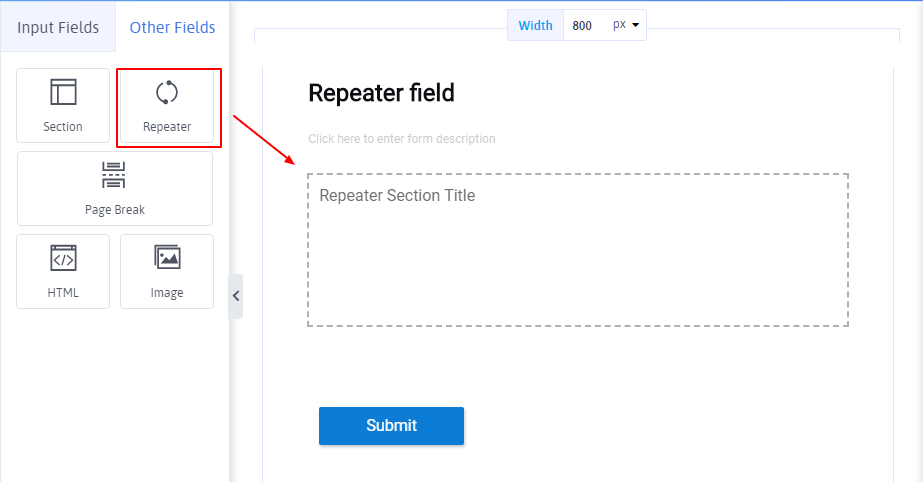 Input Fields
Other Fields
Section
Repeater
Page Break
HTML
Image
Width 800 px
Repeater field
Click here to enter form description
Repeater Section Title
Submit